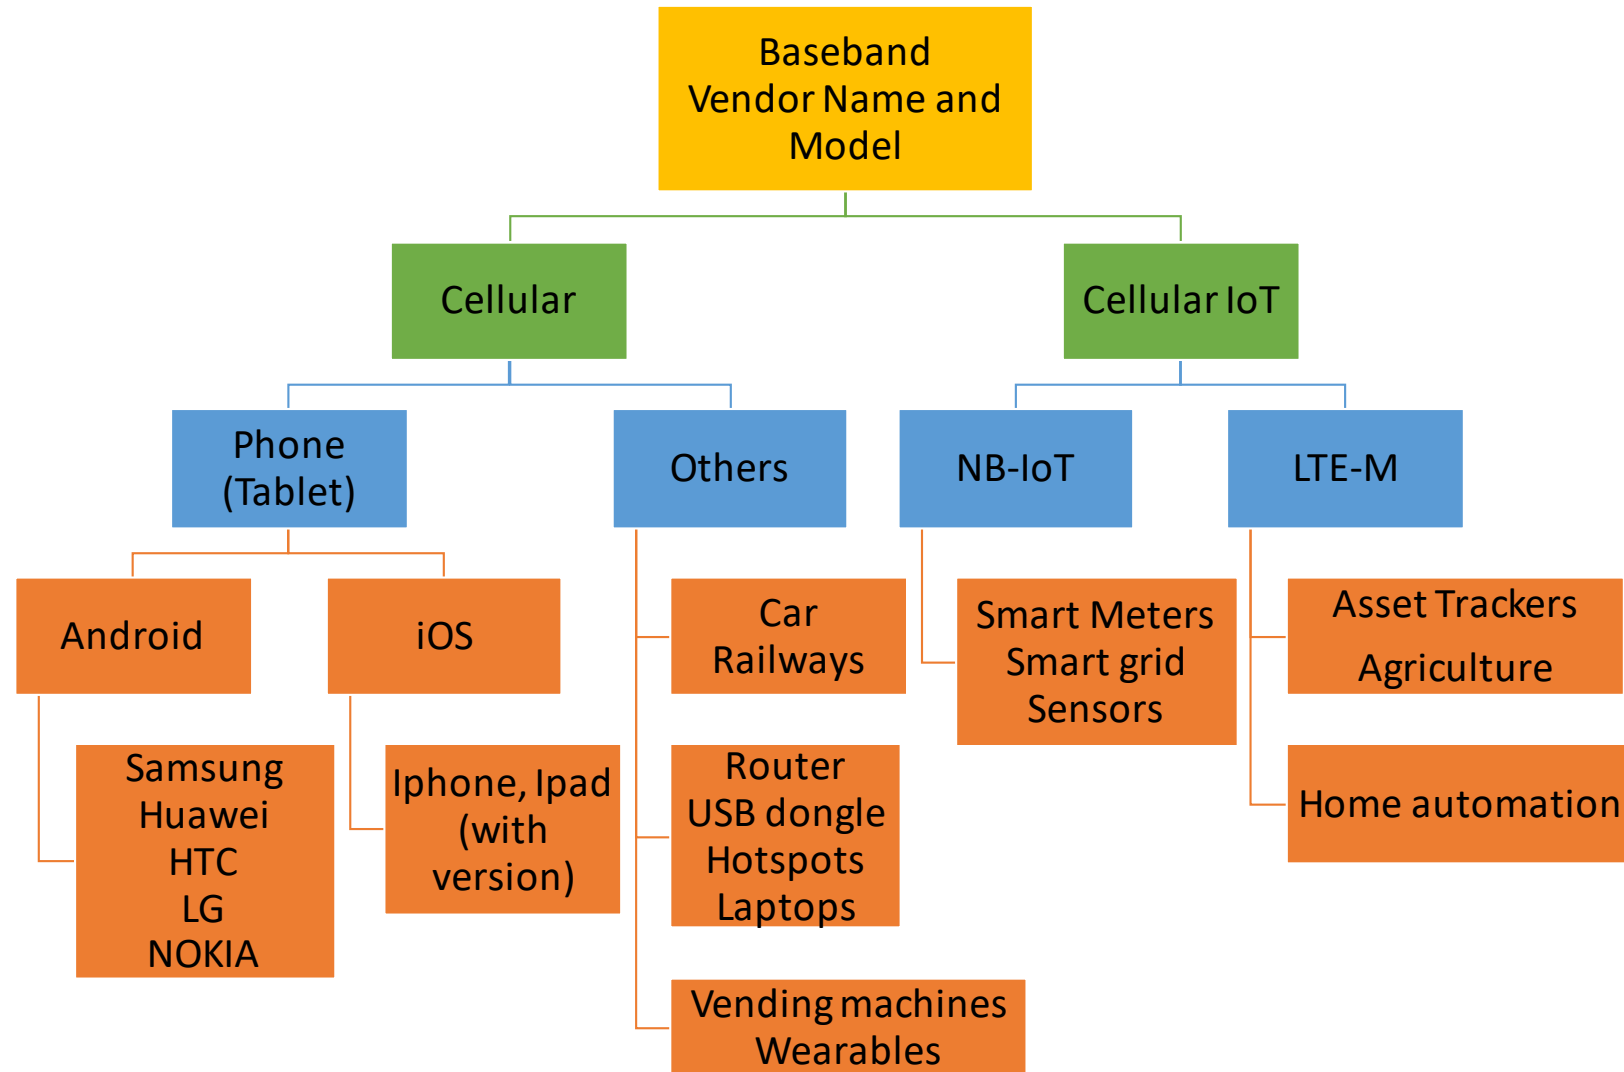 Baseband
Vendor Name and
Model
Cellular
Cellular IoT
Phone
(Tablet)
Others
NB-IoT
LTE-M
Android
iOS
Car
Railways
Smart Meters
Smart grid
Sensors
Asset Trackers
Agriculture
Samsung
Huawei
HTC
LG
NOKIA
Iphone, Ipad
(with
version)
Router
USB dongle
Hotspots
Laptops
Home automation
Vending machines
Wearables